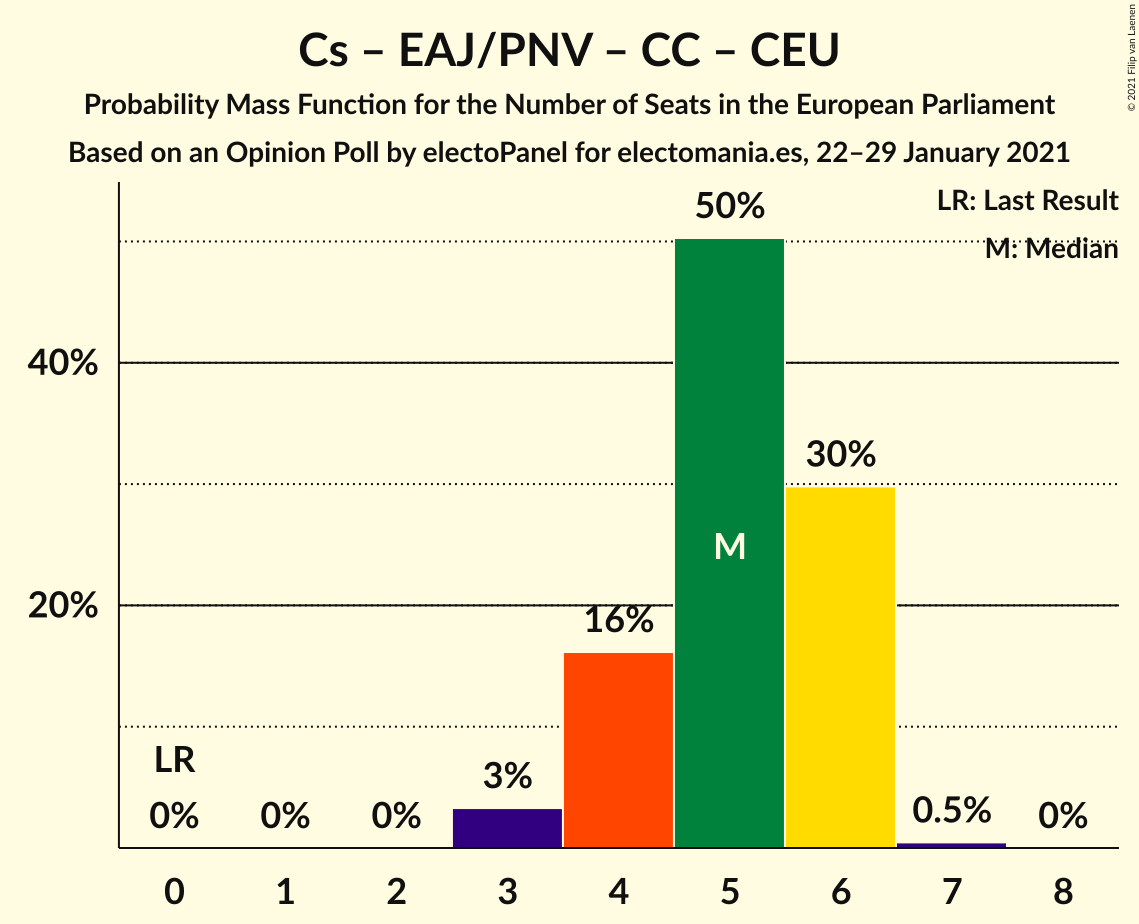 Cs – EAJ/PNV – CC – CEU
Probability Mass Function for the Number of Seats in the European Parliament
Based on an Opinion Poll by electoPanel for electomania.es, 22–29 January 2021
© 2021 Filip van Laenen
LR: Last Result
M: Median
50%
40%
30%
M
20%
16%
LR
3%
0%
0%
0%
0.5%
0%
0 1 2 3 4 5 6 7 8